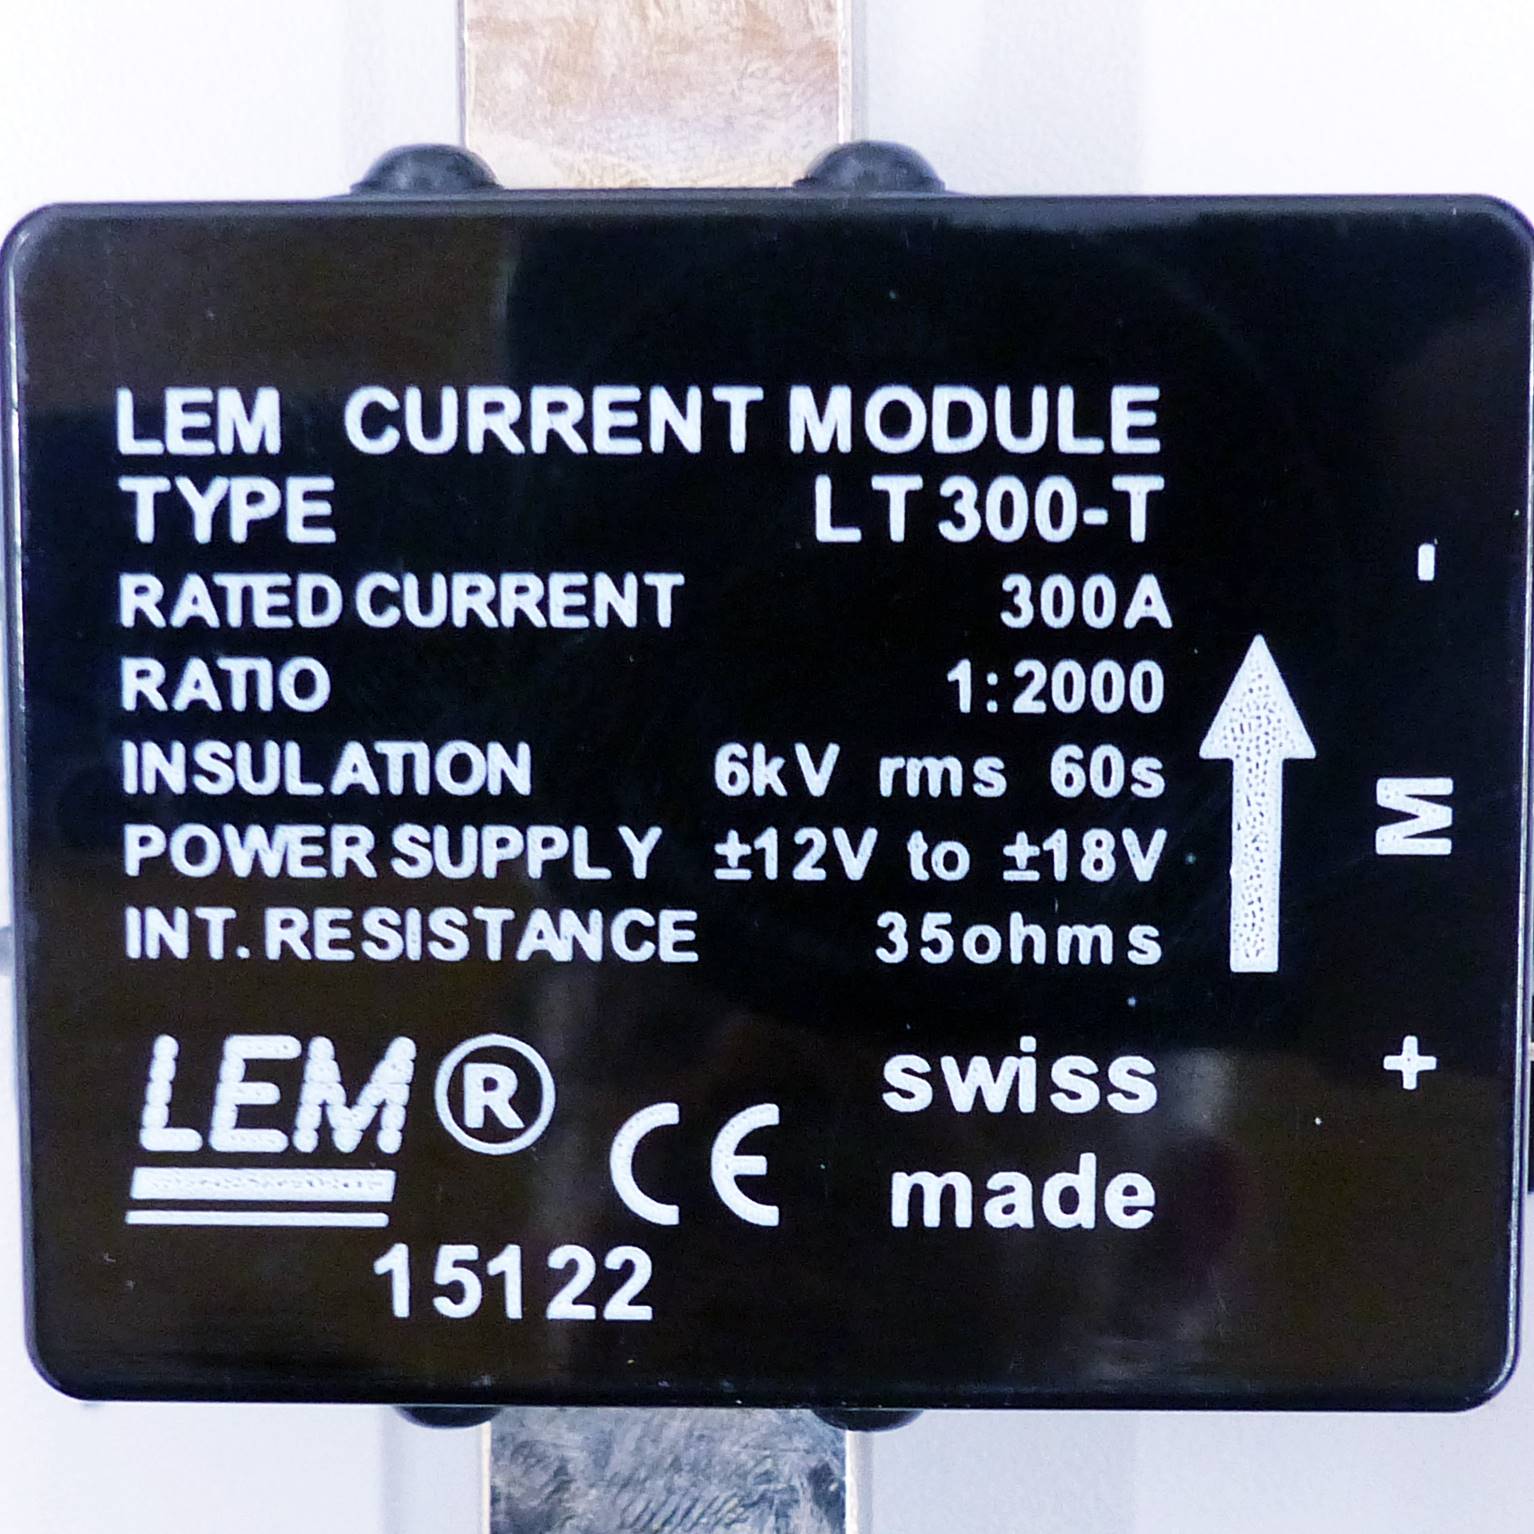 LEM CURRENT MODULE
TYPE LT300-T
RATED CURRENT 300A
RATIO 1:2000
INSULATION 6kV rms 60s
POWER SUPPLY ±12V to ±18V
INT. RESISTANCE 35ohms
-
M
+
LEM®
CE
swiss
made
15122